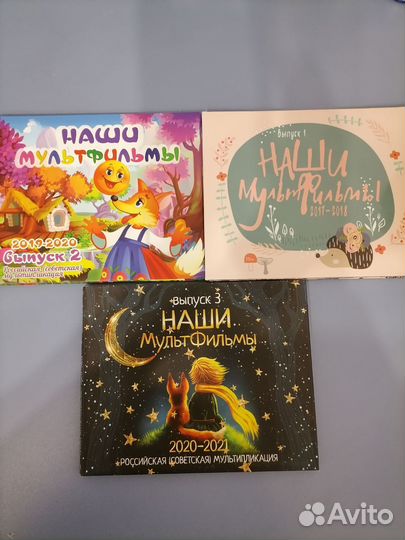 НАШИ
МУЛЬТФИЛЬМЫ
2019-2020
Выпуск 2
Российская (советская)
мультипликация
Выпуск 1
НАШИ
МультФильмы
2017-2018
Выпуск 3
НАШИ
МультФильмы
2020-2021
РОССИЙСКАЯ (СОВЕТСКАЯ) МУЛЬТИПЛИКАЦИЯ
Avito